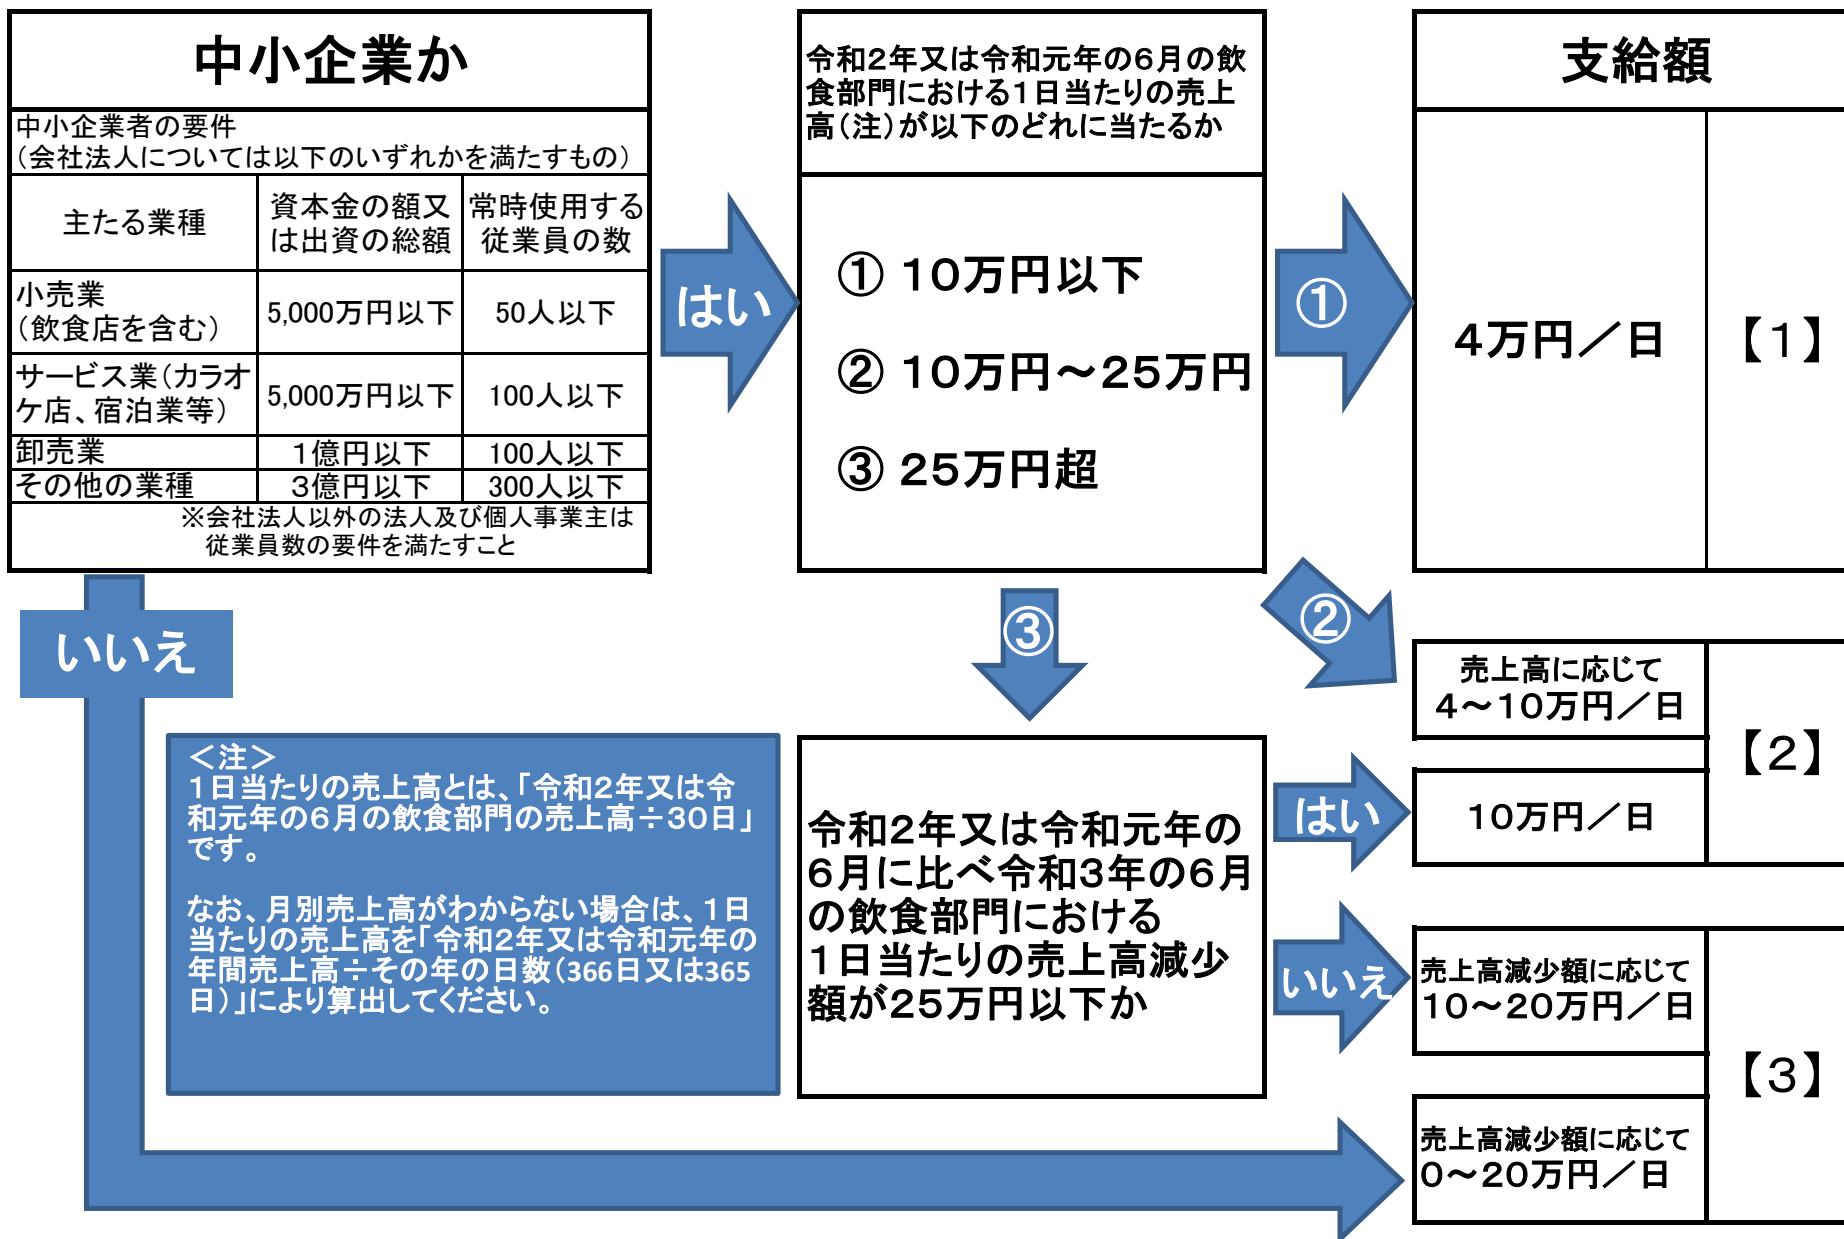 中小企業か
中小企業者の要件
（会社法人については以下のいずれかを満たすもの）
主たる業種
資本金の額又
は出資の総額
常時使用する
従業員の数
小売業
（飲食店を含む）
5,000万円以下
50人以下
サービス業（カラオ
ケ店、宿泊業等）
5,000万円以下
100人以下
卸売業
１億円以下
100人以下
その他の業種
３億円以下
300人以下
※会社法人以外の法人及び個人事業主は
従業員数の要件を満たすこと
はい
令和２年又は令和元年の６月の飲
食部門における１日当たりの売上
高（注）が以下のどれに当たるか
① １０万円以下
② １０万円～２５万円
③ ２５万円超
①
支給額
４万円／日
【１】
いいえ
③
②
売上高に応じて
４～１０万円／日
【２】
１０万円／日
＜注＞
１日当たりの売上高とは、「令和２年又は令
和元年の６月の飲食部門の売上高÷３０日」
です。
なお、月別売上高がわからない場合は、１日
当たりの売上高を「令和２年又は令和元年の
年間売上高÷その年の日数（366日又は365
日）」により算出してください。
令和２年又は令和元年の
６月に比べ令和３年の６月
の飲食部門における
１日当たりの売上高減少
額が２５万円以下か
はい
いいえ
売上高減少額に応じて
１０～２０万円／日
【３】
売上高減少額に応じて
０～２０万円／日